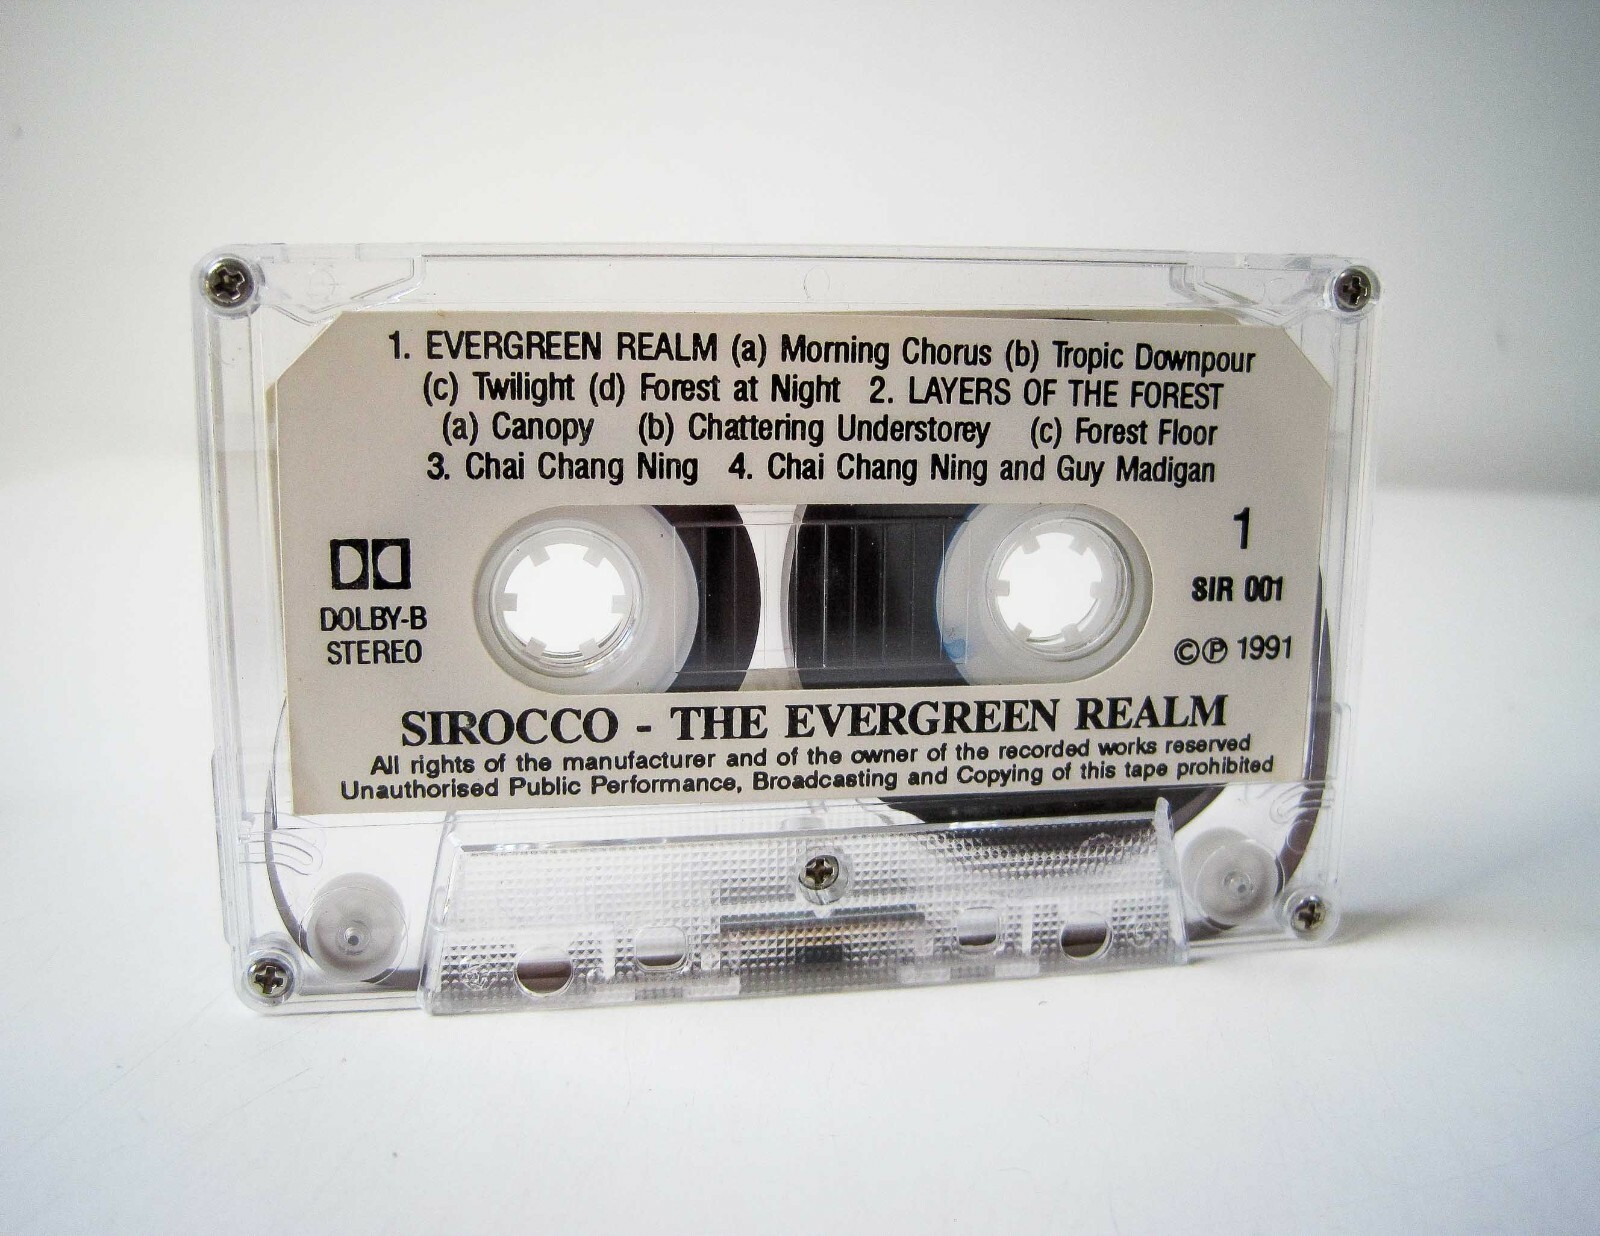 1. EVERGREEN REALM (a) Morning Chorus (b) Tropic Downpour
(c) Twilight (d) Forest at Night 2. LAYERS OF THE FOREST
(a) Canopy (b) Chattering Understorey (c) Forest Floor
3. Chai Chang Ning 4. Chai Chang Ning and Guy Madigan
DOLBY-B
STEREO
1
SIR 001
©℗ 1991
SIROCCO - THE EVERGREEN REALM
All rights of the manufacturer and of the owner of the recorded works reserved
Unauthorised Public Performance, Broadcasting and Copying of this tape prohibited